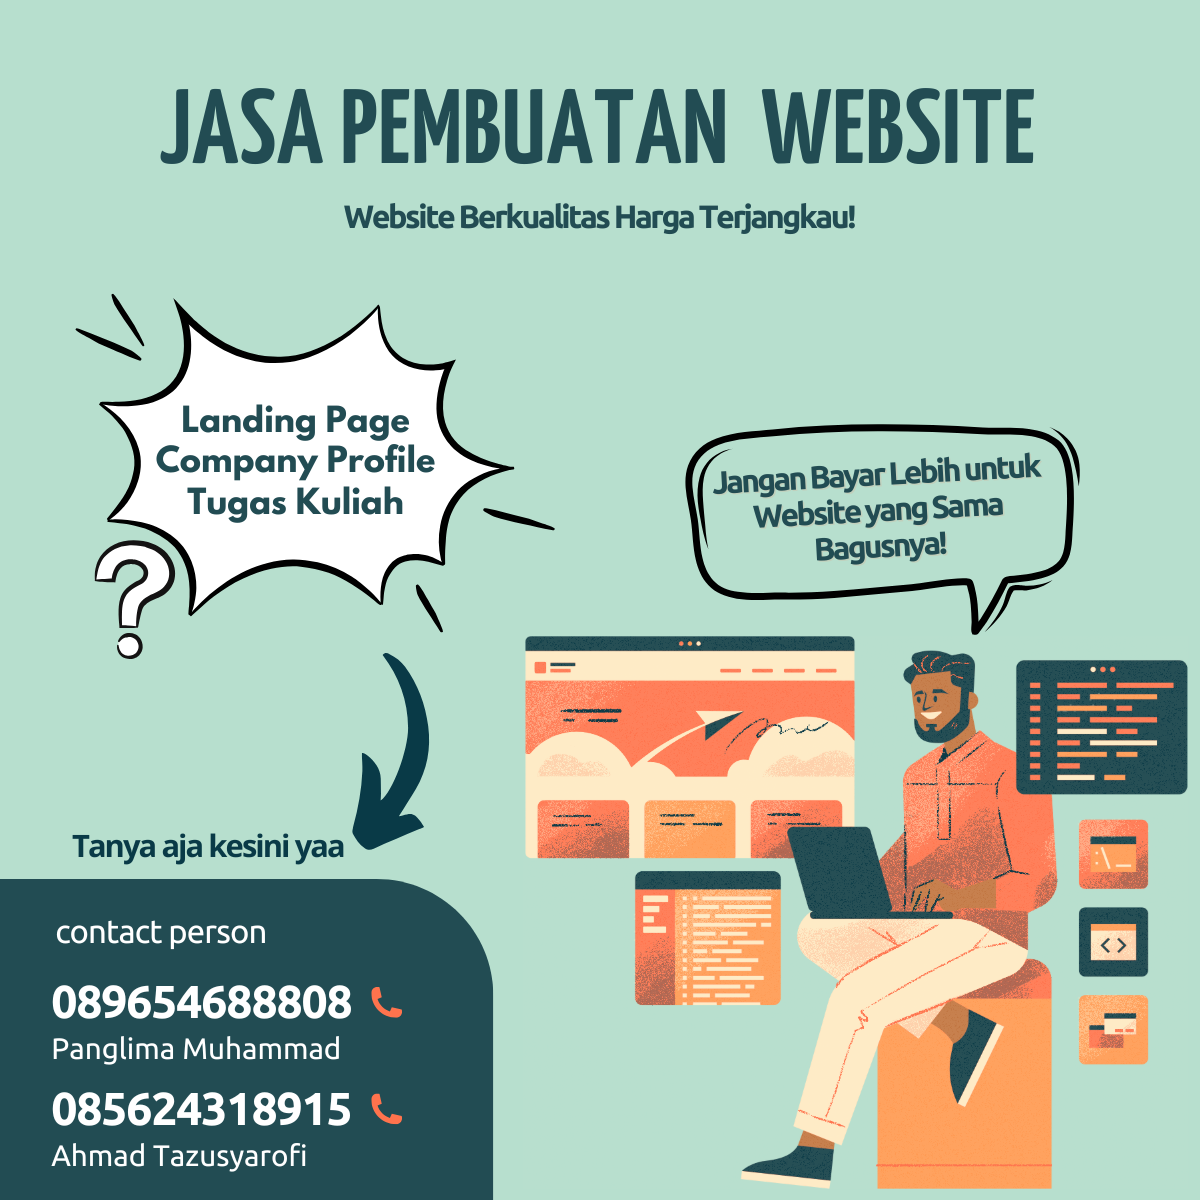 JASA PEMBUATAN WEBSITE
Website Berkualitas Harga Terjangkau!
Landing Page
Company Profile
Tugas Kuliah
?
Jangan Bayar Lebih untuk
Website yang Sama
Bagusnya!
Tanya aja kesini yaa
contact person
089654688808
Panglima Muhammad
085624318915
Ahmad Tazusyarofi